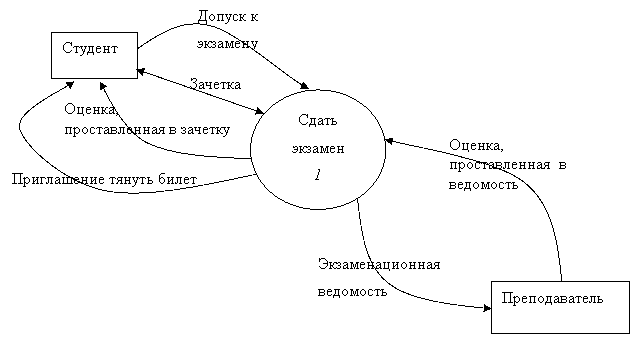 Допуск к
экзамену
Студент
Зачетка
Оценка,
проставленная в зачетку
Сдать
экзамен
1
Оценка,
проставленная в
ведомость
Приглашение тянуть билет
Экзаменационная
ведомость
Преподаватель